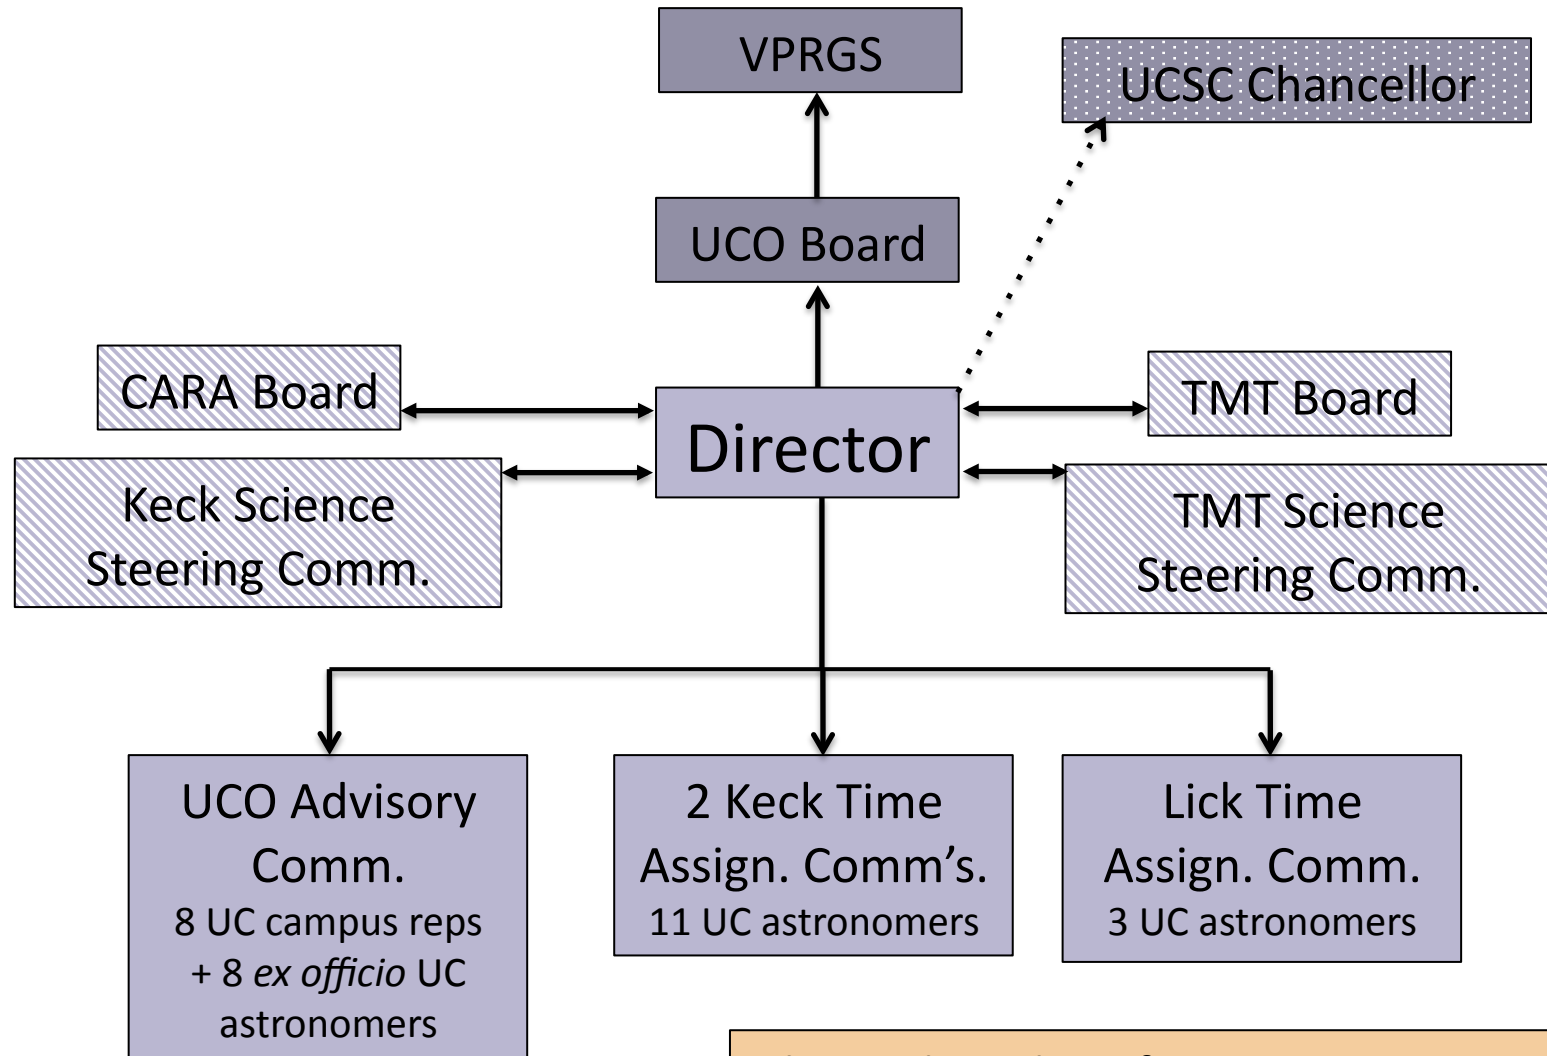 VPRGS
UCSC Chancellor
UCO Board
CARA Board
TMT Board
Director
Keck Science
Steering Comm.
TMT Science
Steering Comm.
UCO Advisory
Comm.
8 UC campus reps
+ 8 ex officio UC
astronomers
2 Keck Time
Assign. Comm’s.
11 UC astronomers
Lick Time
Assign. Comm.
3 UC astronomers